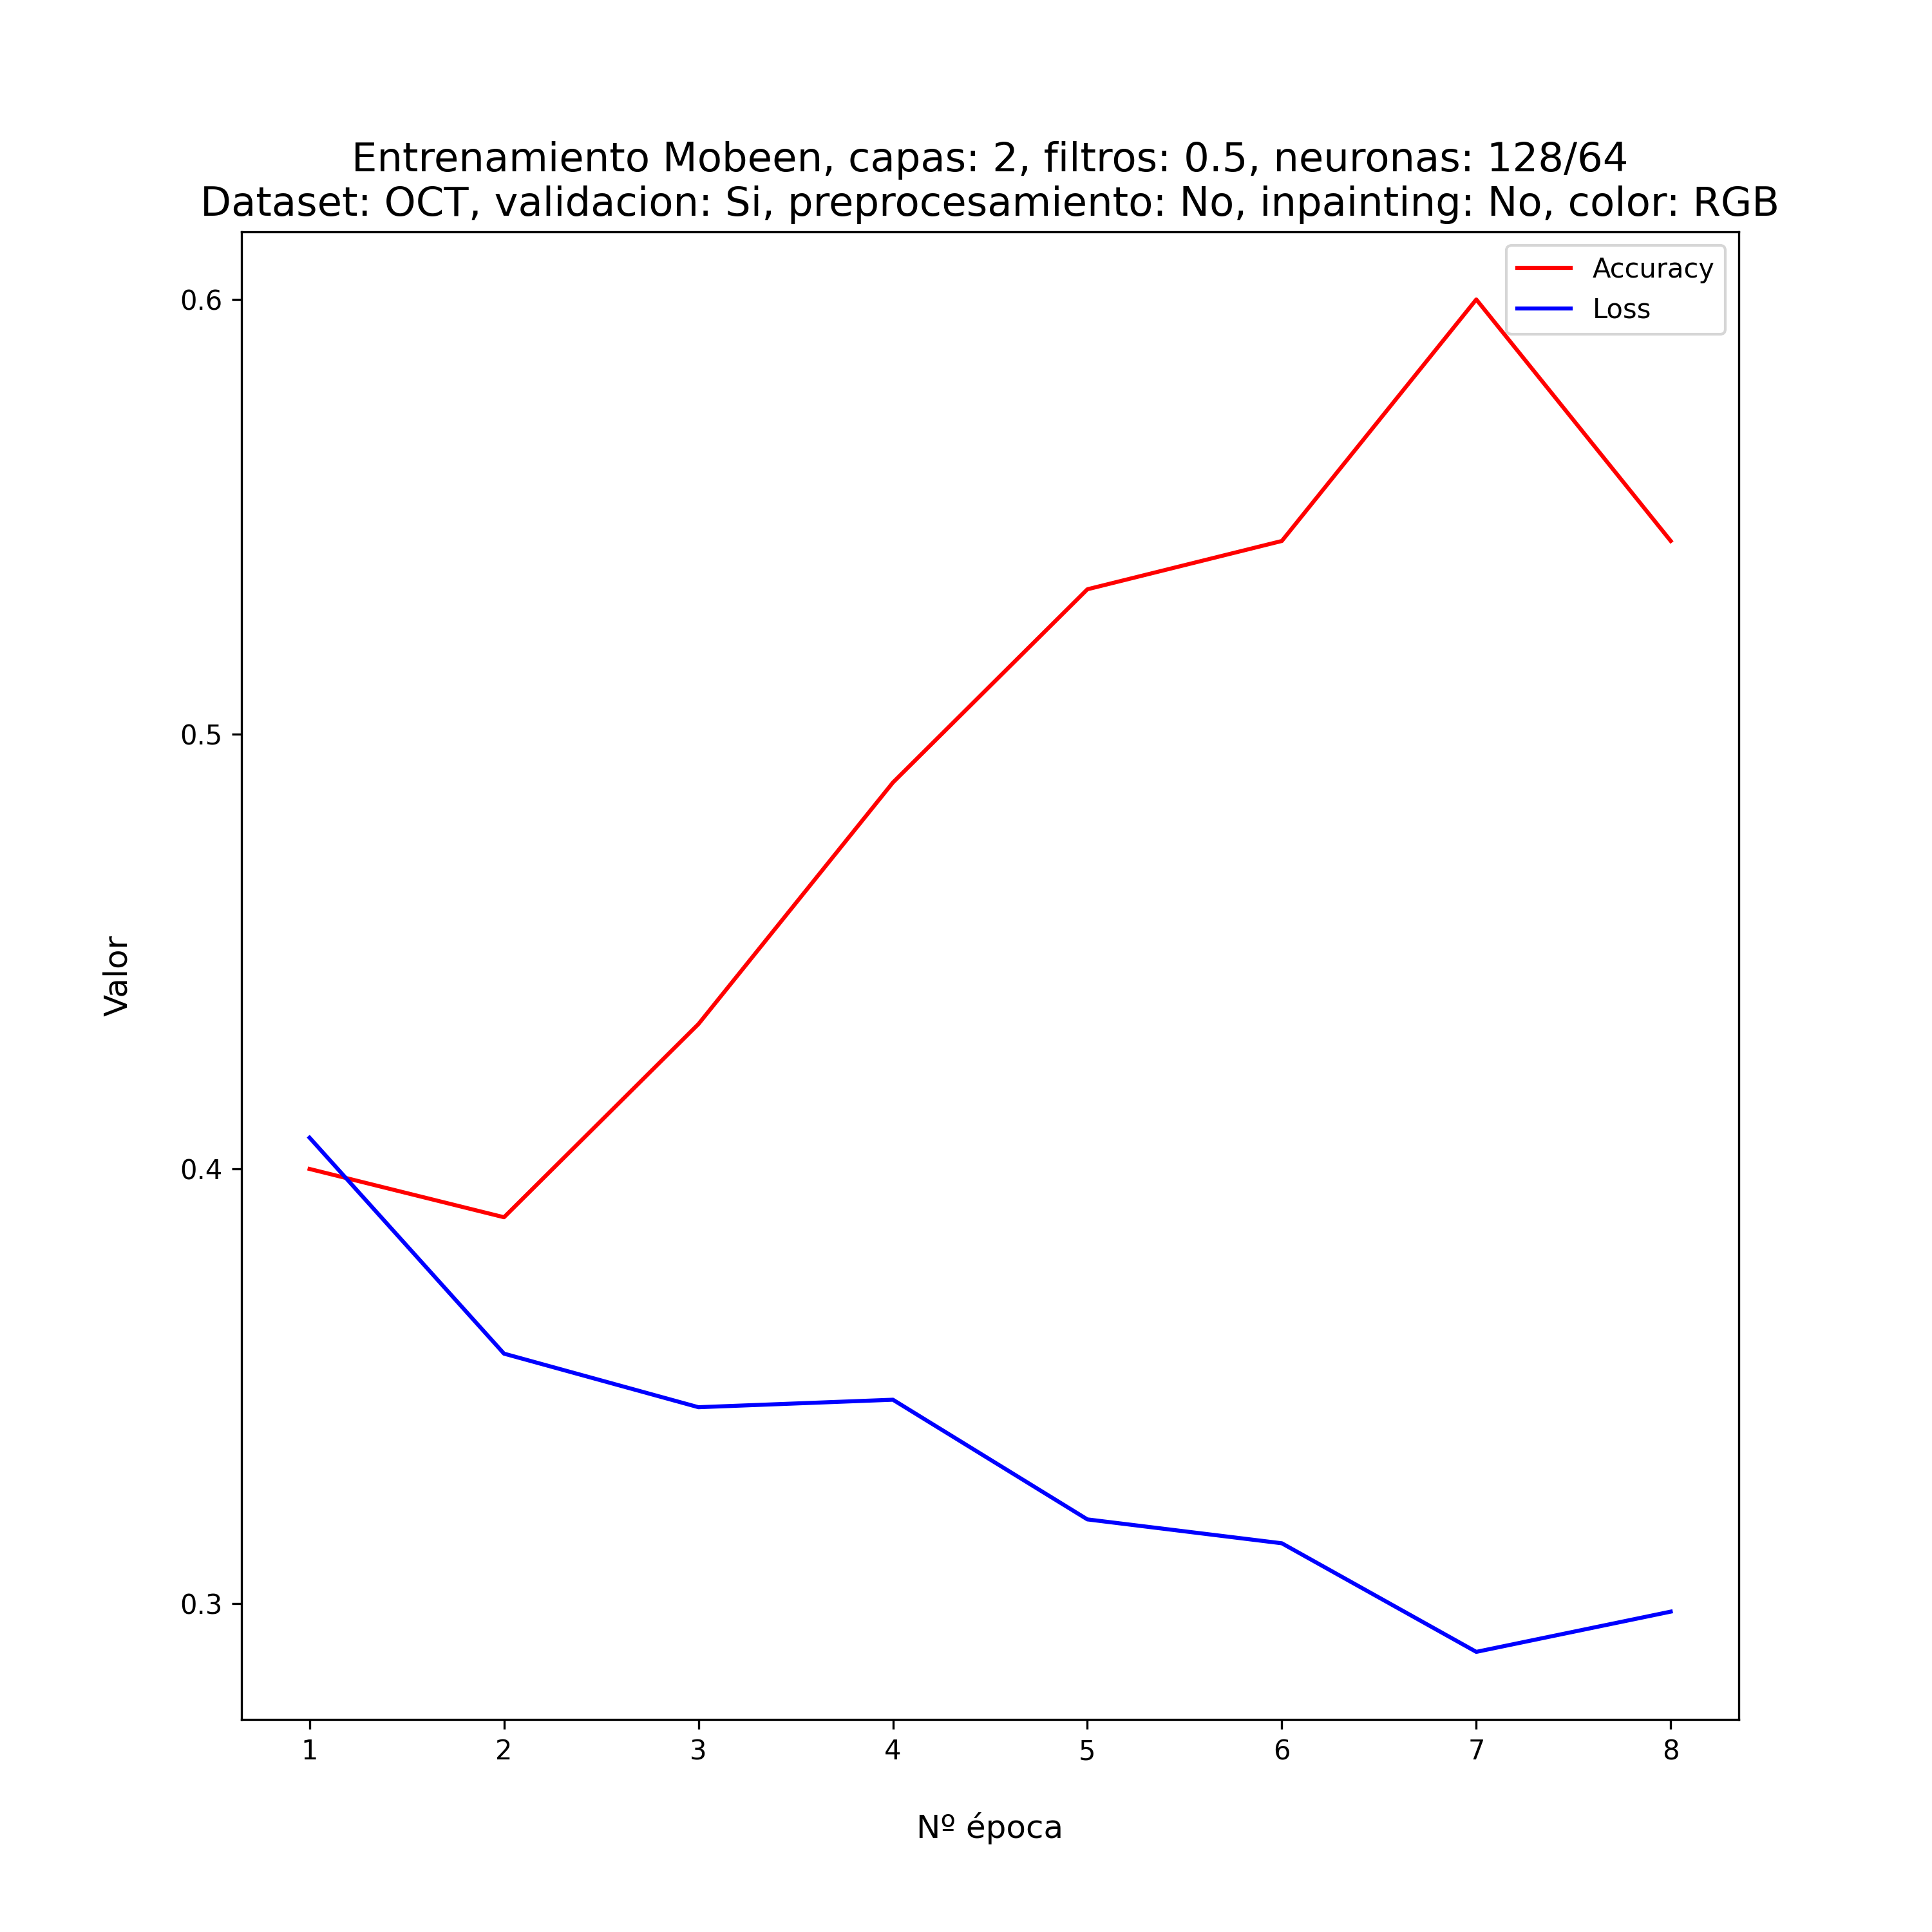 Entrenamiento Mobeen, capas: 2, filtros: 0.5, neuronas: 128/64
Dataset: OCT, validacion: Si, preprocesamiento: No, inpainting: No, color: RGB
Accuracy
Loss
0.6
0.5
0.4
0.3
Valor
1 2 3 4 5 6 7 8
Nº época